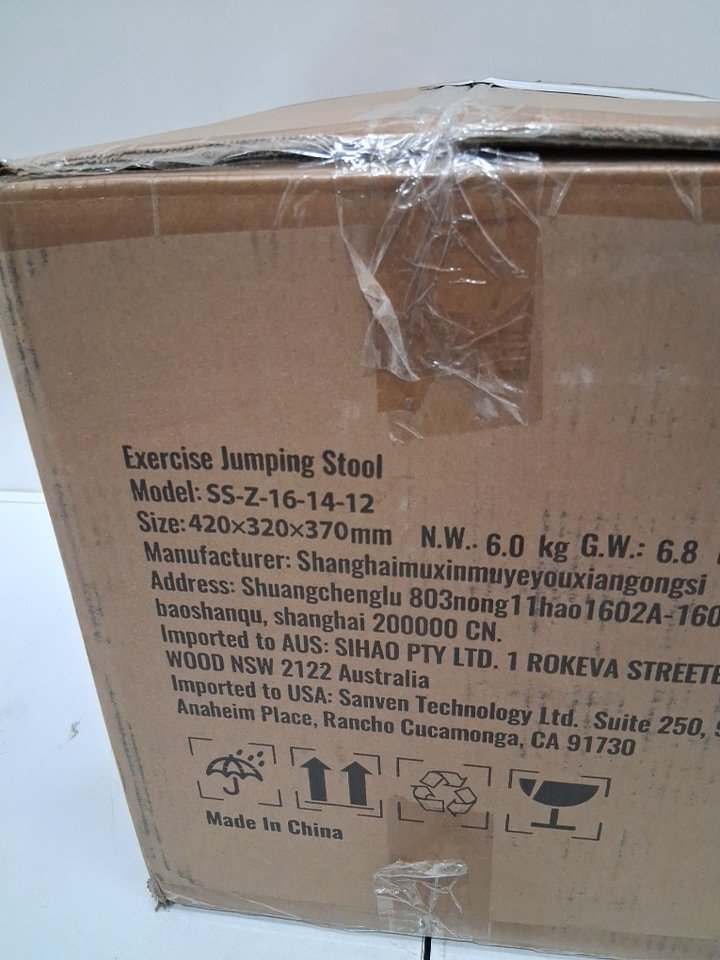 Exercise Jumping Stool
Model: SS-Z-16-14-12
Size: 420×320×370mm N.W.: 6.0 kg G.W.: 6.8
Manufacturer: Shanghaimuxinmuyeyouxiangongsi
Address: Shuangchenglu 803nong11hao1602A-160
baoshanqu, shanghai 200000 CN.
Imported to AUS: SIHAO PTY LTD. 1 ROKEVA STREETE
WOOD NSW 2122 Australia
Imported to USA: Sanven Technology Ltd. Suite 250,
Anaheim Place, Rancho Cucamonga, CA 91730
Made In China